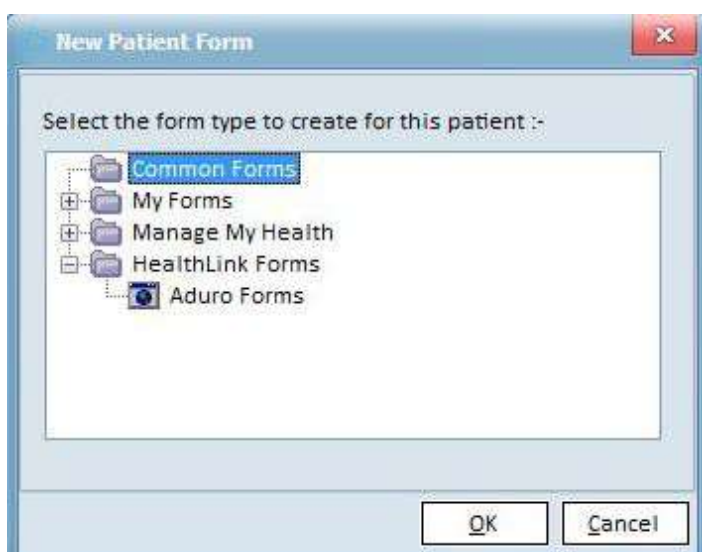 New Patient Form
Select the form type to create for this patient :-
Common Forms
My Forms
Manage My Health
HealthLink Forms
Aduro Forms
OK Cancel